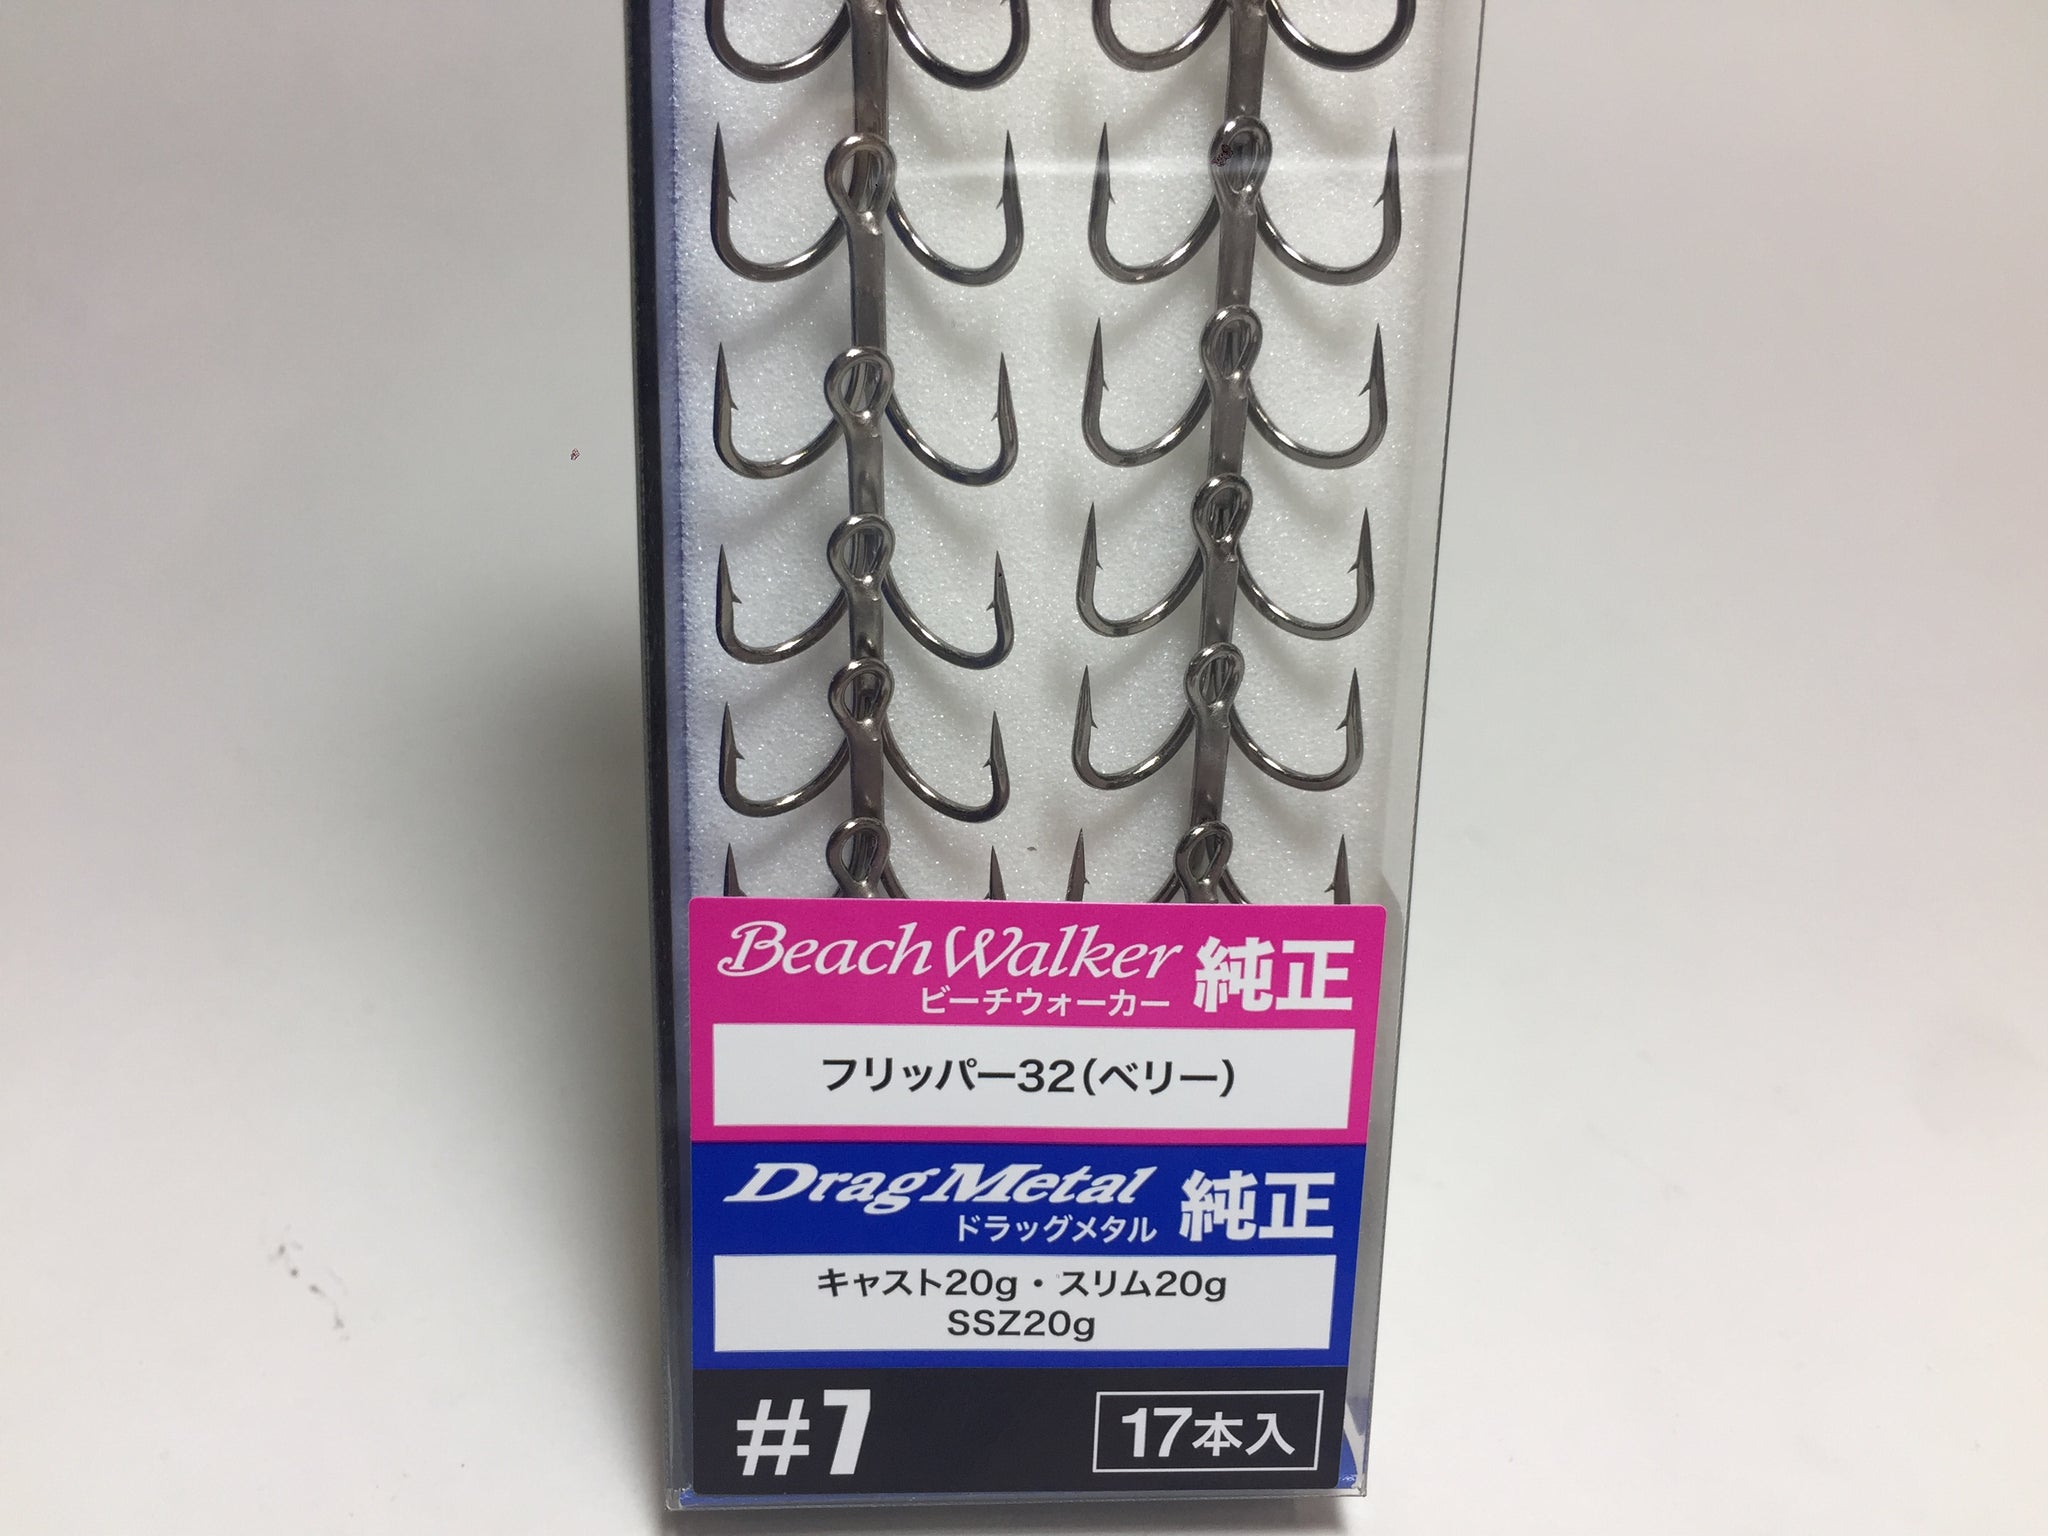 Beach Walker 純正
ビーチウォーカー
フリッパー32（ベリー）
DragMetal 純正
ドラッグメタル
キャスト20g・スリム20g
SSZ20g
#7 17本入